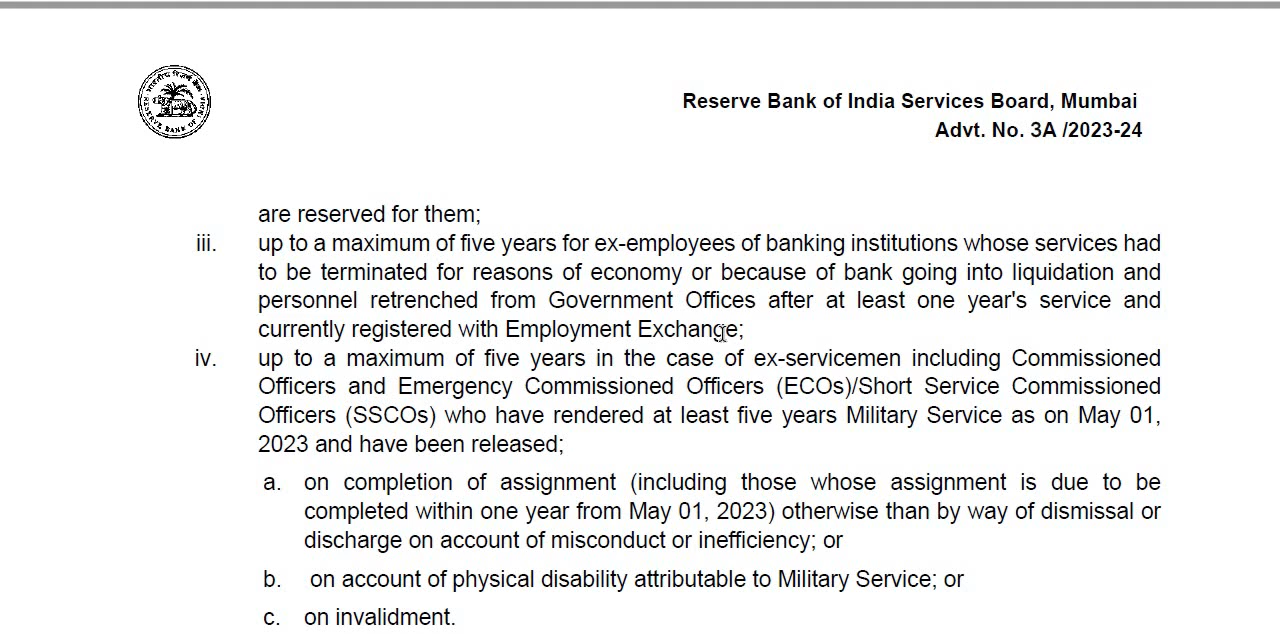 Reserve Bank of India Services Board, Mumbai
Advt. No. 3A /2023-24
are reserved for them;
iii. up to a maximum of five years for ex-employees of banking institutions whose services had
to be terminated for reasons of economy or because of bank going into liquidation and
personnel retrenched from Government Offices after at least one year's service and
currently registered with Employment Exchange;
iv. up to a maximum of five years in the case of ex-servicemen including Commissioned
Officers and Emergency Commissioned Officers (ECOs)/Short Service Commissioned
Officers (SSCOs) who have rendered at least five years Military Service as on May 01,
2023 and have been released;
a. on completion of assignment (including those whose assignment is due to be
completed within one year from May 01, 2023) otherwise than by way of dismissal or
discharge on account of misconduct or inefficiency; or
b. on account of physical disability attributable to Military Service; or
c. on invalidment.